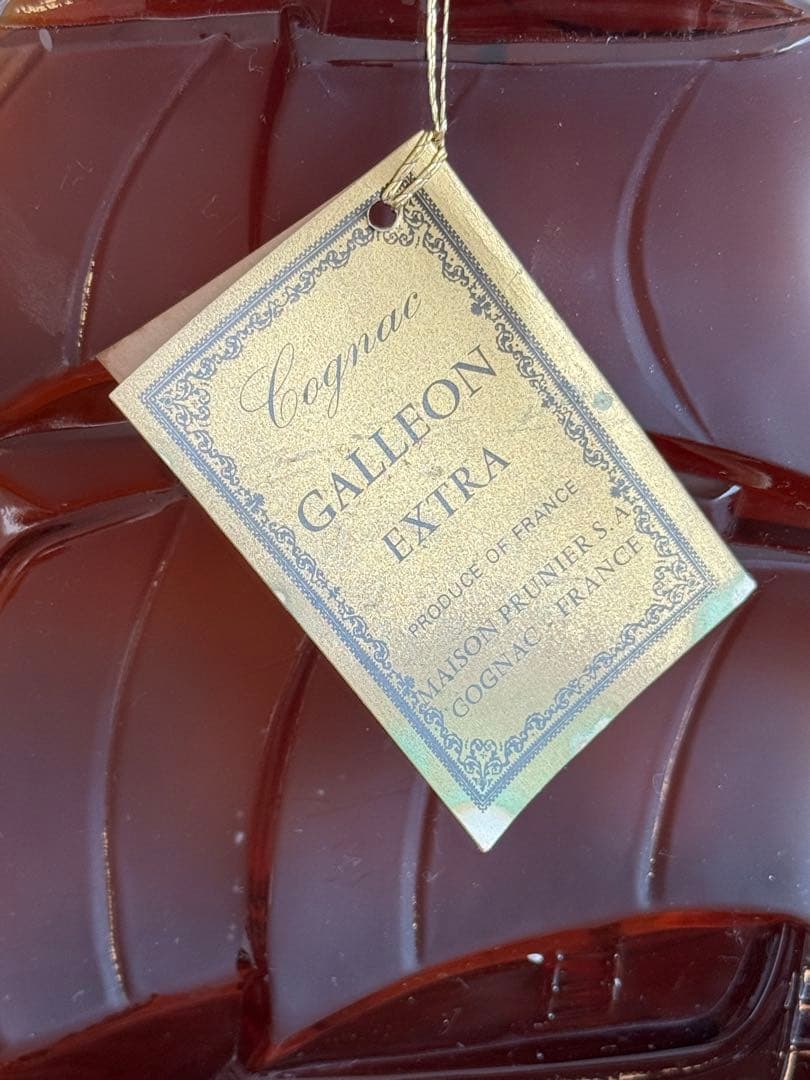 Cognac
GALLEON
EXTRA
PRODUCE OF FRANCE
MAISON PRUNIER S. A.
COGNAC - FRANCE